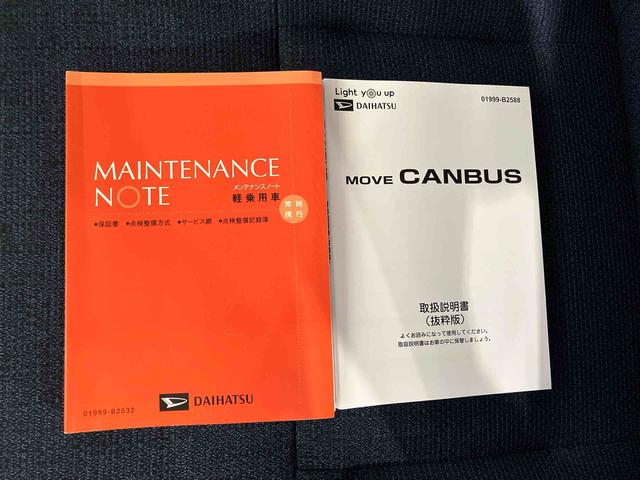 MAINTENANCE
NOTE
メンテナンスノート
軽乗用車
常時
携行
●保証書 ●点検整備方式 ●サービス網 ●点検整備記録簿
DAIHATSU
01989-B2032
Light you up
DAIHATSU
01999-B2588
MOVE CANBUS
取扱説明書
(抜粋版)
よくお読みになって使用してください。
取扱説明書はお車の中に保管しましょう。